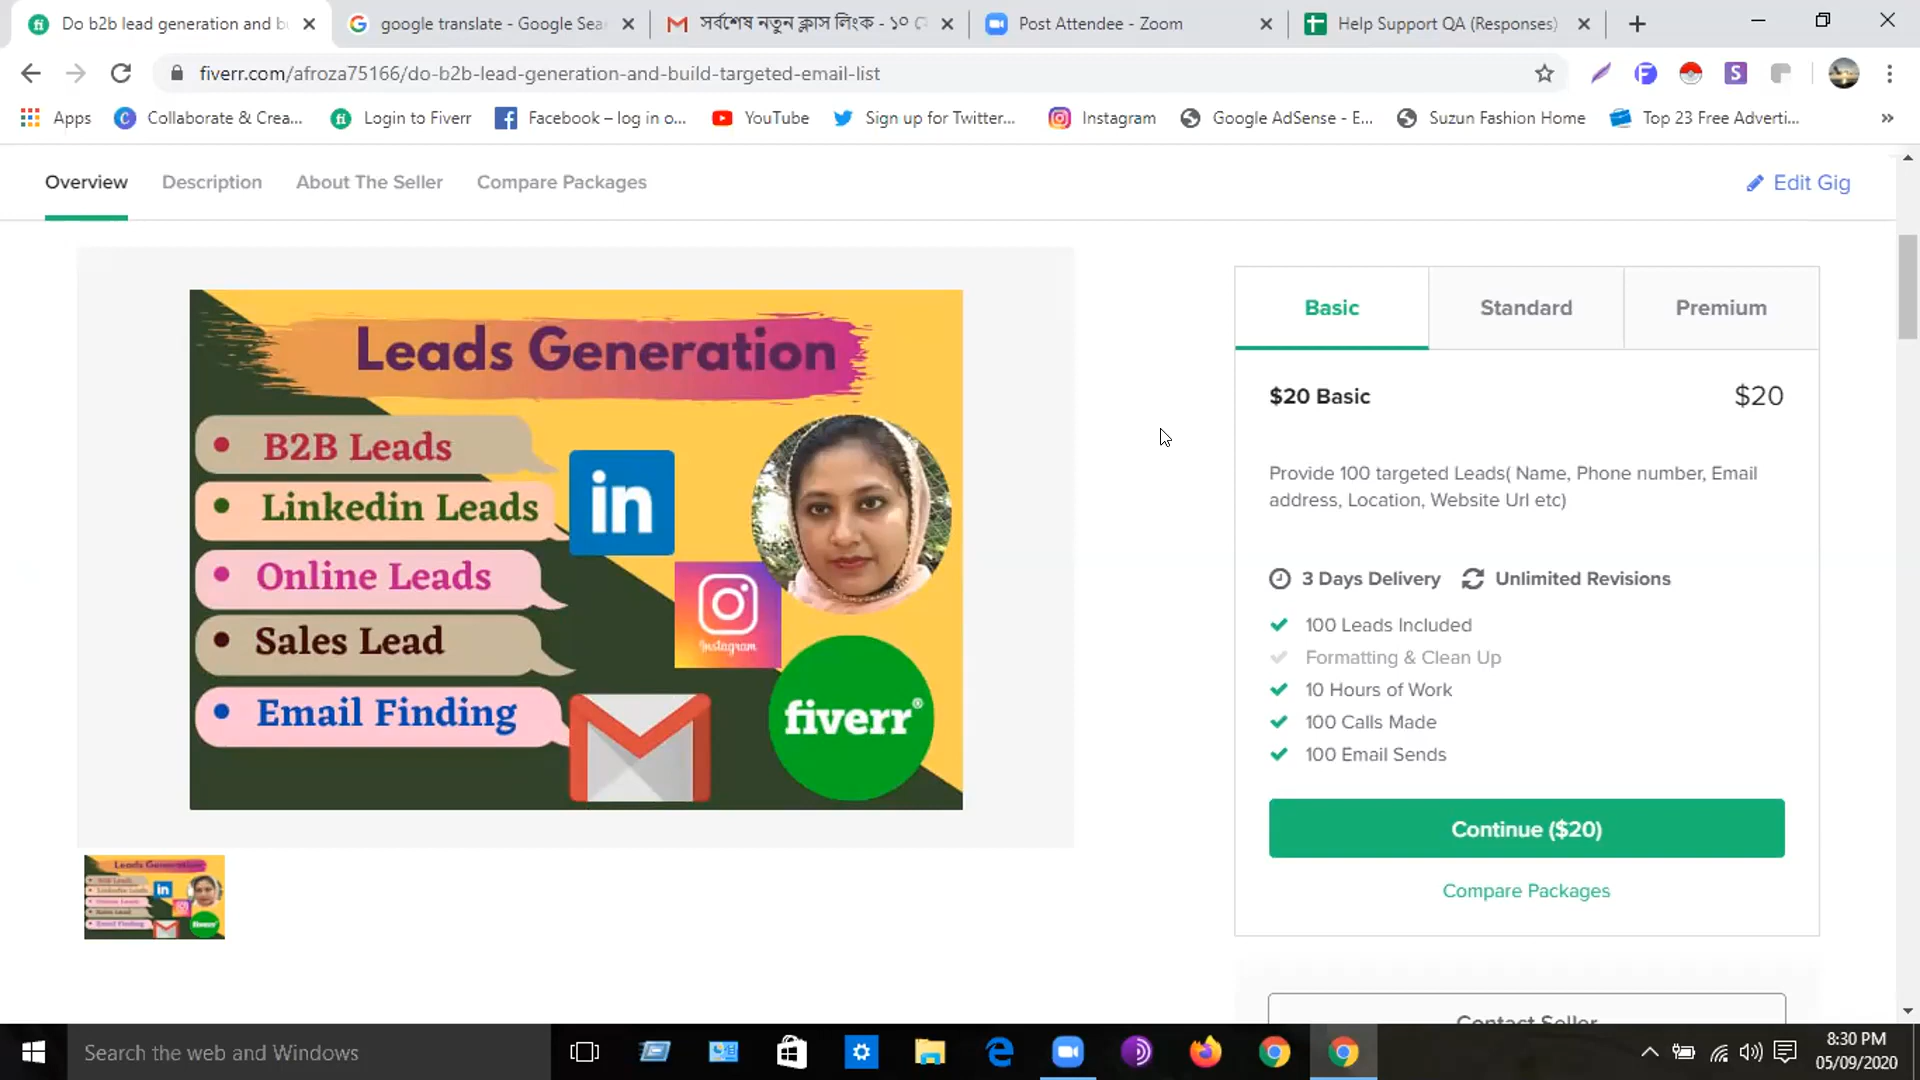 Do b2b lead generation and bu
google translate - Google Sear
সর্বশেষ নতুন ক্লাস লিংক - ১০ সে
Post Attendee - Zoom
Help Support QA (Responses)
fiverr.com/afroza75166/do-b2b-lead-generation-and-build-targeted-email-list
Apps
Collaborate & Crea...
Login to Fiverr
Facebook – log in o...
YouTube
Sign up for Twitter...
Instagram
Google AdSense - E...
Suzun Fashion Home
Top 23 Free Adverti...
Overview
Description
About The Seller
Compare Packages
Edit Gig
Leads Generation
• B2B Leads
• Linkedin Leads
• Online Leads
• Sales Lead
• Email Finding
in
Instagram
fiverr®
Basic
Standard
Premium
$20 Basic
$20
Provide 100 targeted Leads( Name, Phone number, Email
address, Location, Website Url etc)
3 Days Delivery
Unlimited Revisions
100 Leads Included
Formatting & Clean Up
10 Hours of Work
100 Calls Made
100 Email Sends
Continue ($20)
Compare Packages
Contact Seller
Search the web and Windows
8:30 PM
05/09/2020